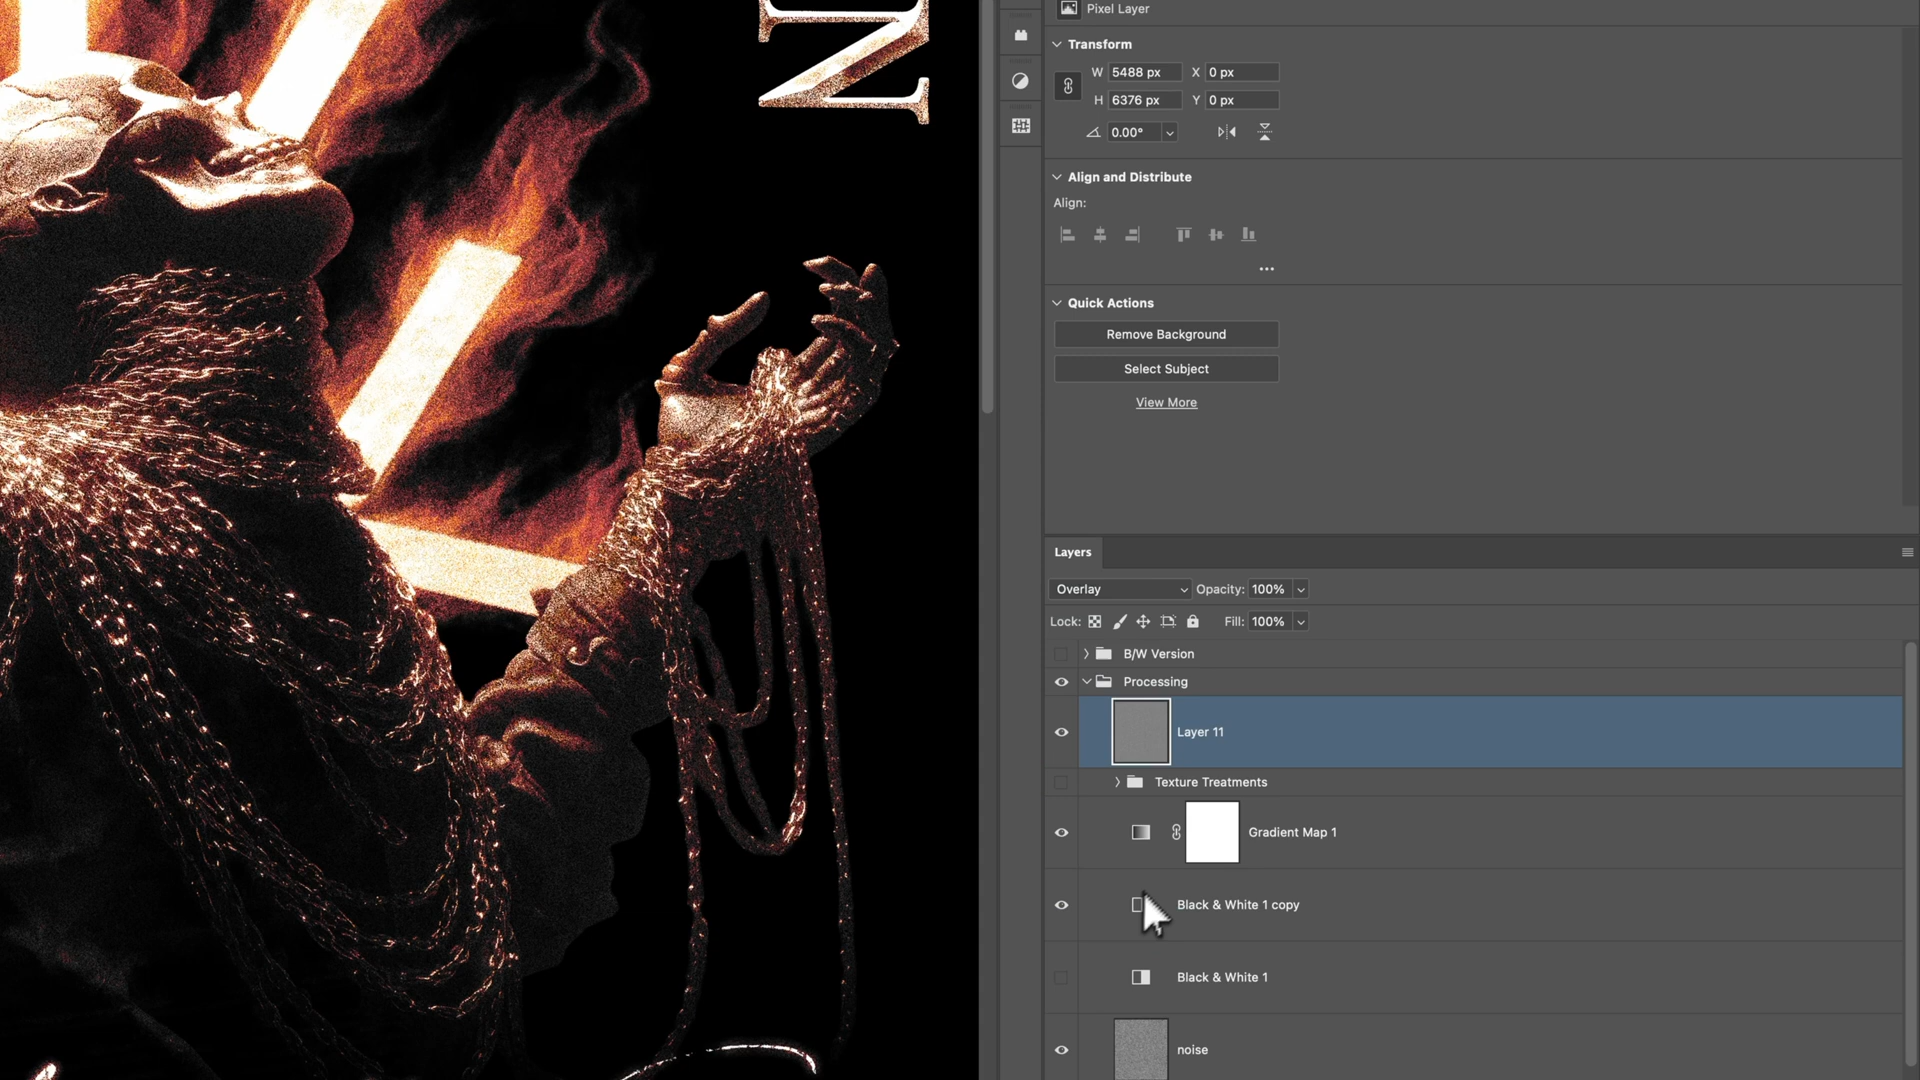 N
Pixel Layer
Transform
W 5488 px X 0 px
H 6376 px Y 0 px
0.00°
Align and Distribute
Align:
Quick Actions
Remove Background
Select Subject
View More
Layers
Overlay Opacity: 100%
Lock: Fill: 100%
B/W Version
Processing
Layer 11
Texture Treatments
Gradient Map 1
Black & White 1 copy
Black & White 1
noise